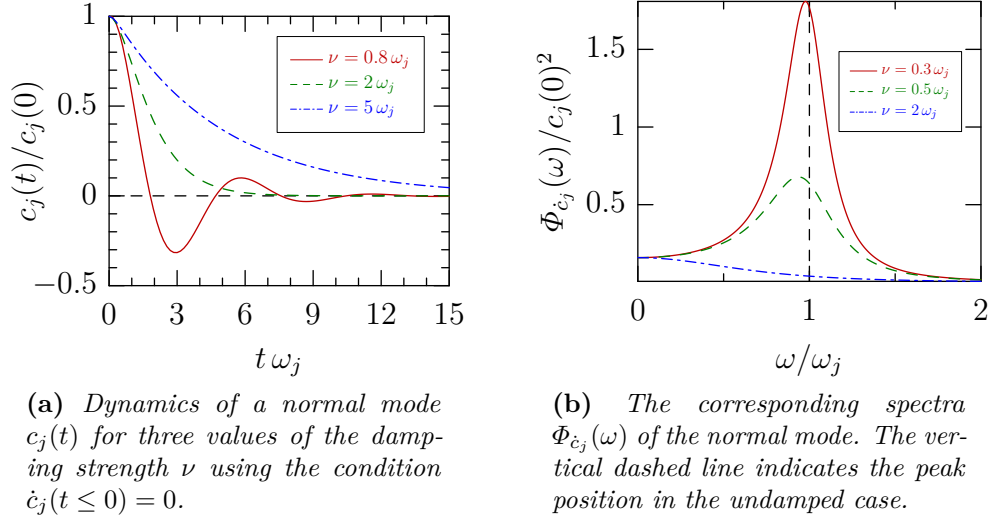 1
0.5
0
−0.5
0 3 6 9 12 15
c_j(t)/c_j(0)
t ω_j
ν = 0.8 ω_j
ν = 2 ω_j
ν = 5 ω_j
(a) Dynamics of a normal mode
c_j(t) for three values of the damp-
ing strength ν using the condition
ċ_j(t ≤ 0) = 0.
1.5
1
0.5
0 1 2
Φ_ċ_j(ω)/c_j(0)²
ω/ω_j
ν = 0.3 ω_j
ν = 0.5 ω_j
ν = 2 ω_j
(b) The corresponding spectra
Φ_ċ_j(ω) of the normal mode. The ver-
tical dashed line indicates the peak
position in the undamped case.